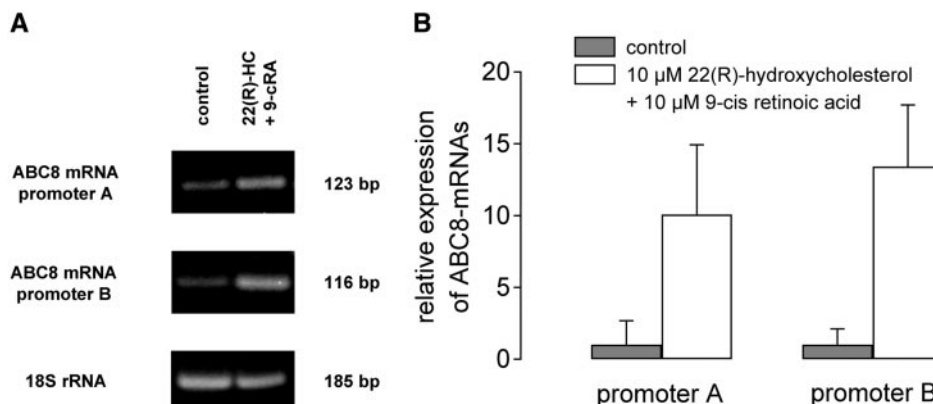 A
control
22(R)-HC
+ 9-cRA
ABC8 mRNA
promoter A
123 bp
ABC8 mRNA
promoter B
116 bp
18S rRNA
185 bp
B
control
10 µM 22(R)-hydroxycholesterol
+ 10 µM 9-cis retinoic acid
relative expression
of ABC8-mRNAs
20
15
10
5
0
promoter A
promoter B